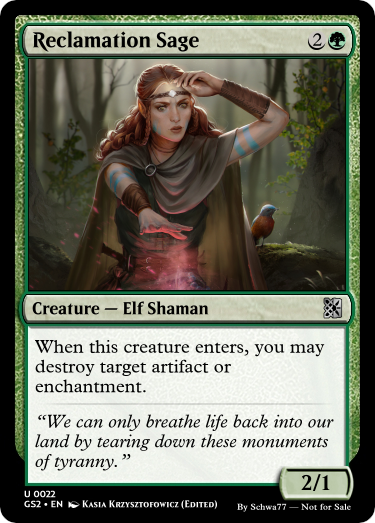 Reclamation Sage 2
Creature — Elf Shaman
When this creature enters, you may
destroy target artifact or
enchantment.
“We can only breathe life back into our
land by tearing down these monuments
of tyranny.”
2/1
U 0022
GS2 • EN Kasia Krzysztofowicz (Edited)
By Schwa77 — Not for Sale